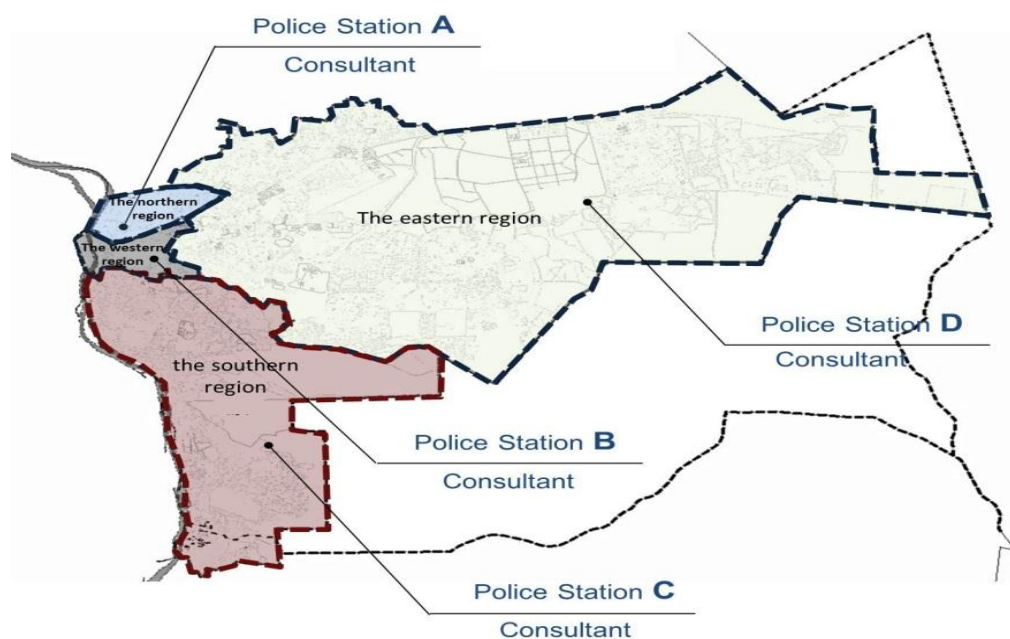 Police Station A
Consultant
The northern
region
The western
region
The eastern region
Police Station D
Consultant
the southern
region
Police Station B
Consultant
Police Station C
Consultant